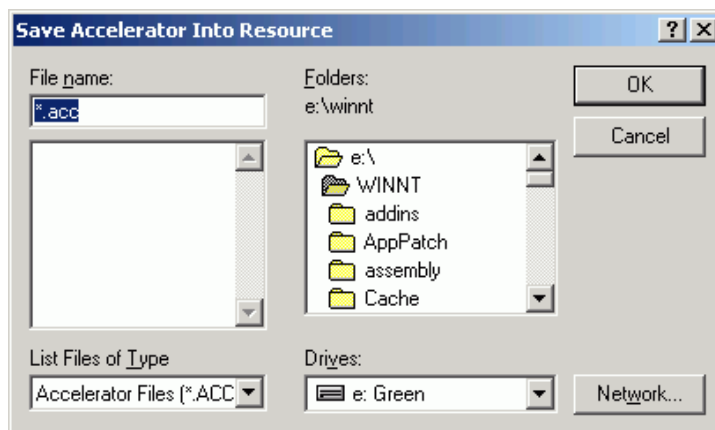 Save Accelerator Into Resource
File name:
*.acc
Folders:
e:\winnt
e:\
WINNT
addins
AppPatch
assembly
Cache
OK
Cancel
List Files of Type
Accelerator Files (*.ACC
Drives:
e: Green
Network...